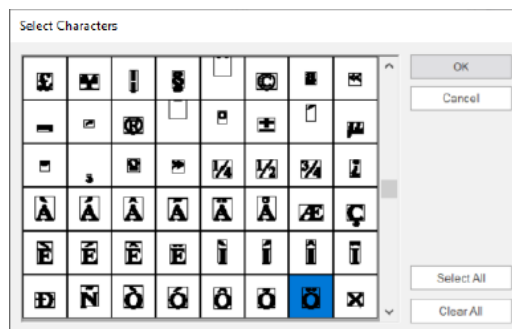 Select Characters
£ ¥ ¦ § ¨ © ª «
® ¯ ° ± ´ µ
· ¸ º » ¼ ½ ¾ ¿
À Á Â Ã Ä Å Æ Ç
È É Ê Ë Ì Í Î Ï
Ð Ñ Ò Ó Ô Õ Ö ×
OK
Cancel
Select All
Clear All